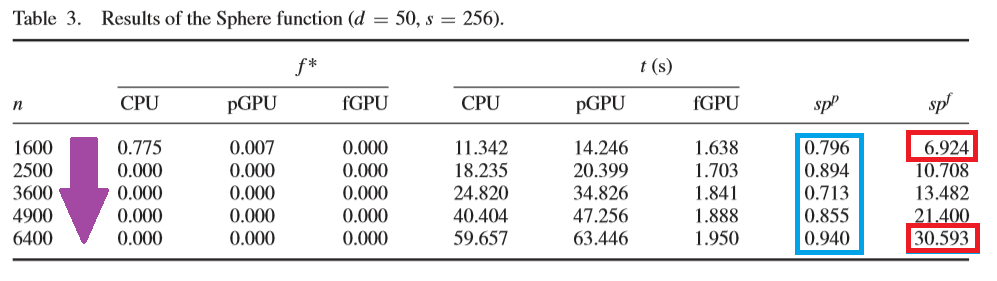 Table 3. Results of the Sphere function (d = 50, s = 256).
f* t (s)
n CPU pGPU fGPU CPU pGPU fGPU spᵖ spᶠ
1600 0.775 0.007 0.000 11.342 14.246 1.638 0.796 6.924
2500 0.000 0.000 0.000 18.235 20.399 1.703 0.894 10.708
3600 0.000 0.000 0.000 24.820 34.826 1.841 0.713 13.482
4900 0.000 0.000 0.000 40.404 47.256 1.888 0.855 21.400
6400 0.000 0.000 0.000 59.657 63.446 1.950 0.940 30.593